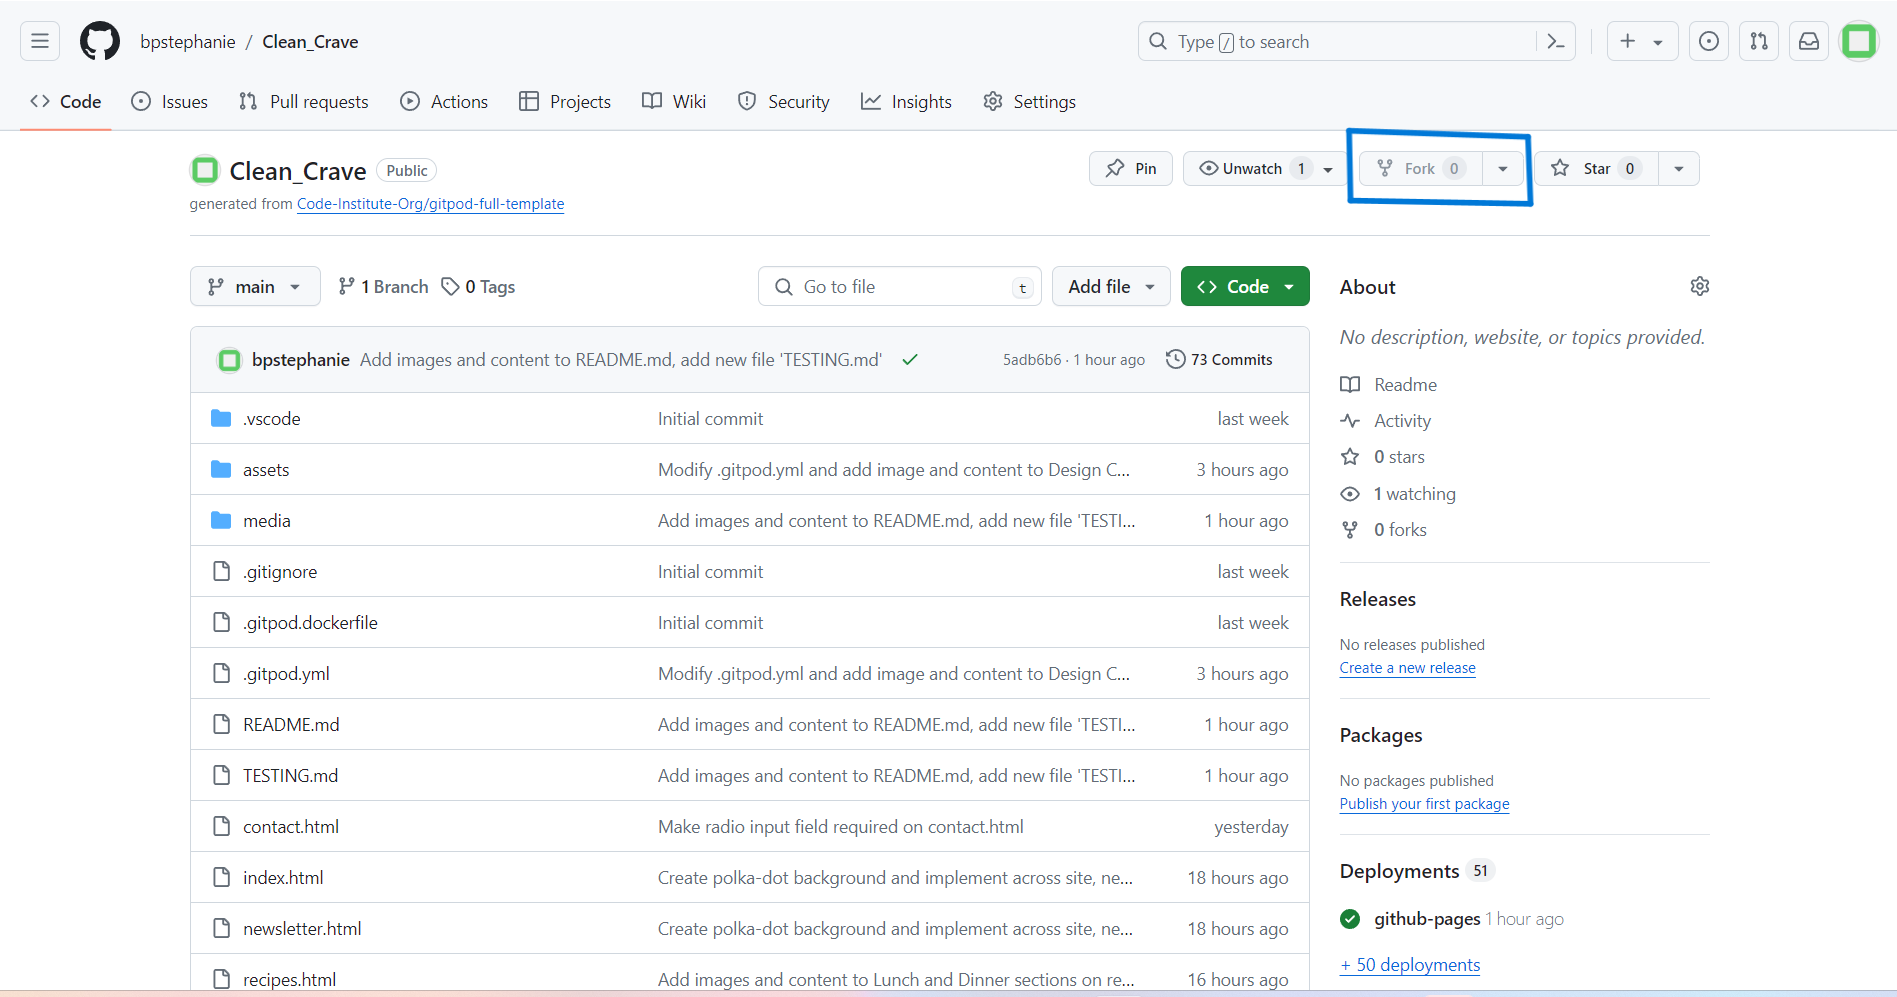 bpstephanie / Clean_Crave
Type / to search
Code Issues Pull requests Actions Projects Wiki Security Insights Settings
Clean_Crave Public
Pin Unwatch 1 Fork 0 Star 0
generated from Code-Institute-Org/gitpod-full-template
main 1 Branch 0 Tags Go to file t Add file Code
bpstephanie Add images and content to README.md, add new file 'TESTING.md' 5adb6b6 · 1 hour ago 73 Commits
.vscode Initial commit last week
assets Modify .gitpod.yml and add image and content to Design C... 3 hours ago
media Add images and content to README.md, add new file 'TESTI... 1 hour ago
.gitignore Initial commit last week
.gitpod.dockerfile Initial commit last week
.gitpod.yml Modify .gitpod.yml and add image and content to Design C... 3 hours ago
README.md Add images and content to README.md, add new file 'TESTI... 1 hour ago
TESTING.md Add images and content to README.md, add new file 'TESTI... 1 hour ago
contact.html Make radio input field required on contact.html yesterday
index.html Create polka-dot background and implement across site, ne... 18 hours ago
newsletter.html Create polka-dot background and implement across site, ne... 18 hours ago
recipes.html Add images and content to Lunch and Dinner sections on re... 16 hours ago
About
No description, website, or topics provided.
Readme
Activity
0 stars
1 watching
0 forks
Releases
No releases published
Create a new release
Packages
No packages published
Publish your first package
Deployments 51
github-pages 1 hour ago
+ 50 deployments